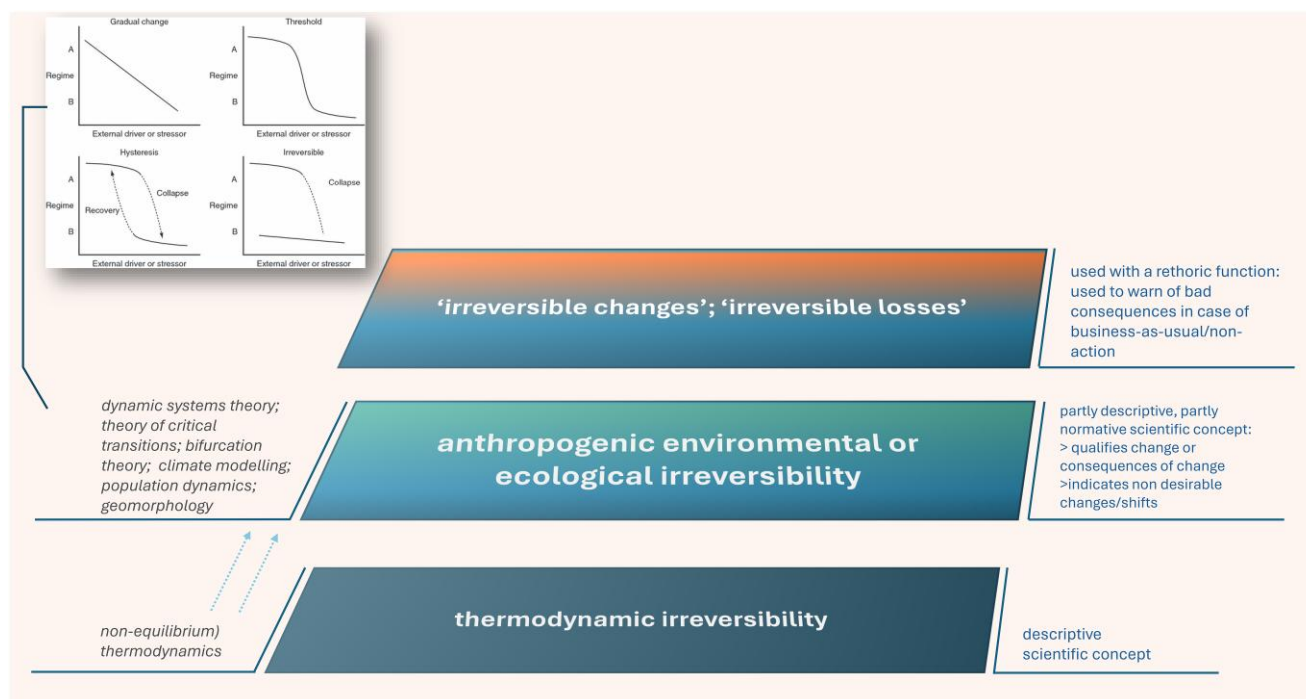 Gradual change
A
Regime
B
External driver or stressor
Threshold
A
Regime
B
External driver or stressor
Hysteresis
A
Regime
B
Recovery
Collapse
External driver or stressor
Irreversible
A
Regime
B
Collapse
External driver or stressor
‘irreversible changes’; ‘irreversible losses’
used with a rethoric function:
used to warn of bad
consequences in case of
business-as-usual/non-
action
dynamic systems theory;
theory of critical
transitions; bifurcation
theory; climate modelling;
population dynamics;
geomorphology
anthropogenic environmental or
ecological irreversibility
partly descriptive, partly
normative scientific concept:
> qualifies change or
consequences of change
>indicates non desirable
changes/shifts
non-equilibrium)
thermodynamics
thermodynamic irreversibility
descriptive
scientific concept